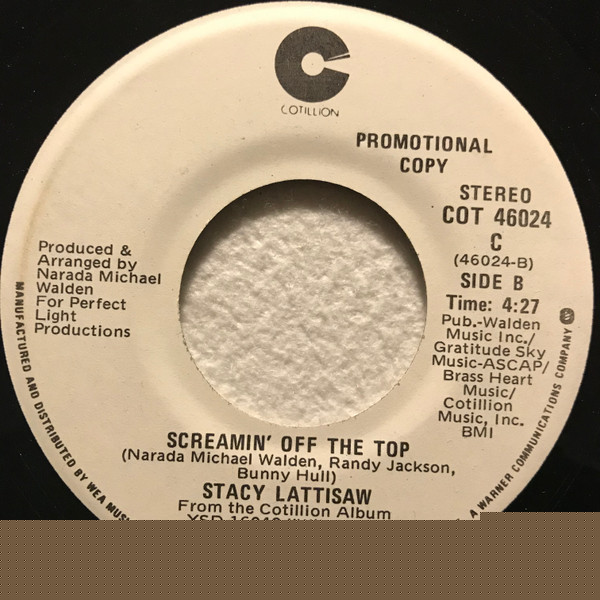 COTILLION
PROMOTIONAL
COPY
STEREO
COT 46024
C
(46024-B)
SIDE B
Time: 4:27
Pub.-Walden
Music Inc./
Gratitude Sky
Music-ASCAP/
Brass Heart
Music/
Cotillion
Music, Inc.
BMI
Produced &
Arranged by
Narada Michael
Walden
For Perfect
Light
Productions
SCREAMIN' OFF THE TOP
(Narada Michael Walden, Randy Jackson,
Bunny Hull)
STACY LATTISAW
From the Cotillion Album
MANUFACTURED AND DISTRIBUTED BY WEA
A WARNER COMMUNICATIONS COMPANY